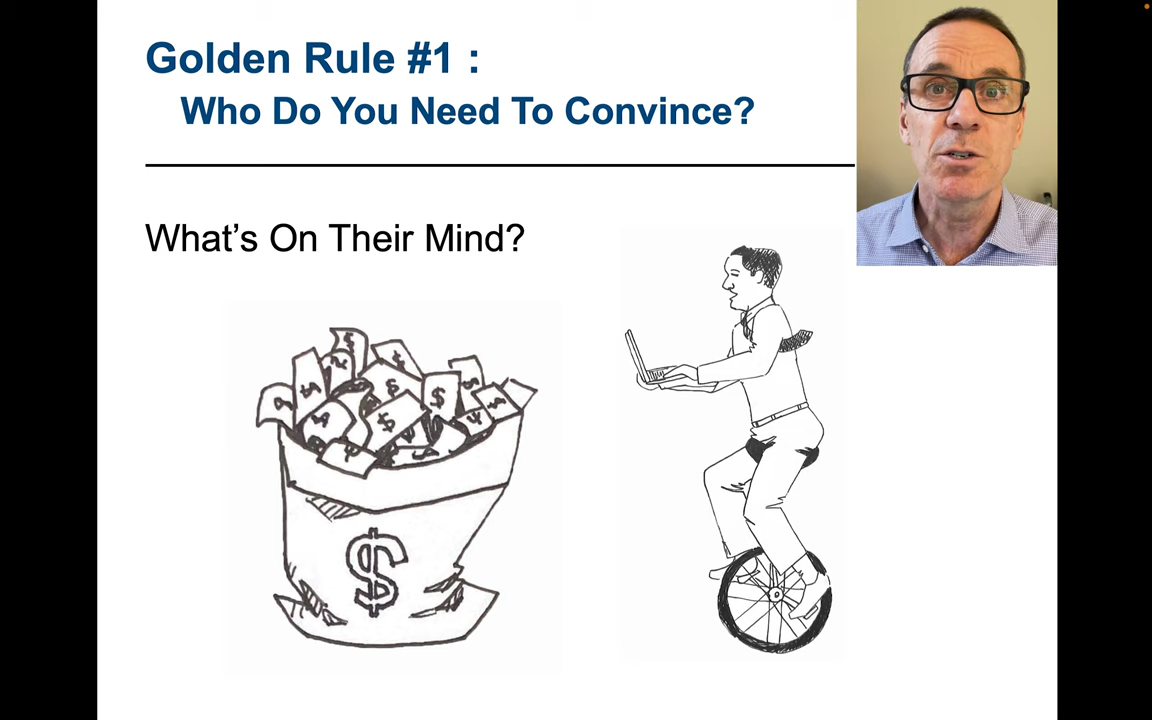 Golden Rule #1 :
Who Do You Need To Convince?
What’s On Their Mind?
$